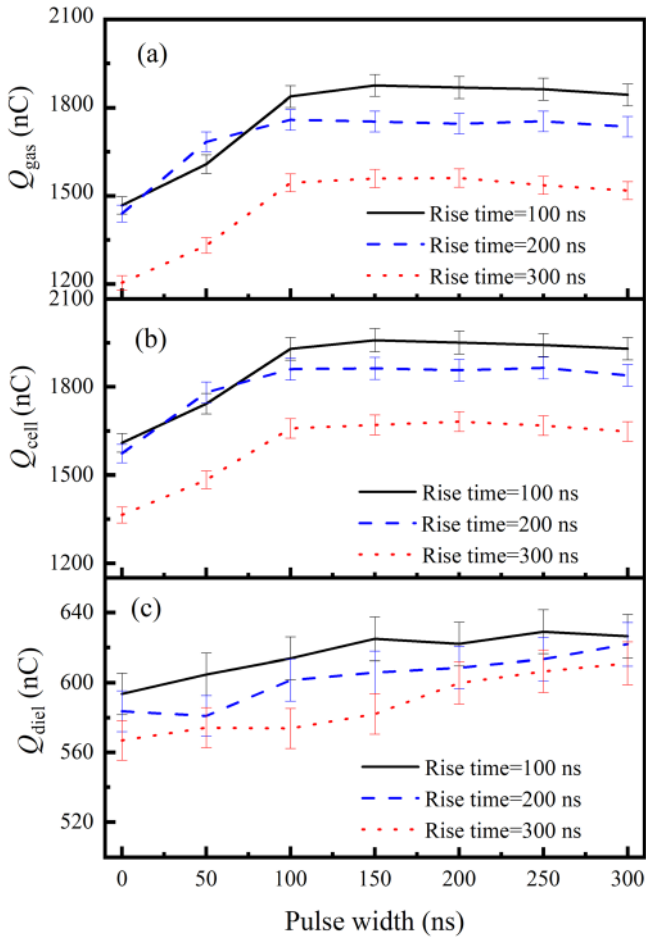 2100
(a)
1800
1500
1200
Q_gas (nC)
Rise time=100 ns
Rise time=200 ns
Rise time=300 ns
2100
(b)
1800
1500
1200
Q_cell (nC)
Rise time=100 ns
Rise time=200 ns
Rise time=300 ns
(c)
640
600
560
520
Q_diel (nC)
Rise time=100 ns
Rise time=200 ns
Rise time=300 ns
0 50 100 150 200 250 300
Pulse width (ns)